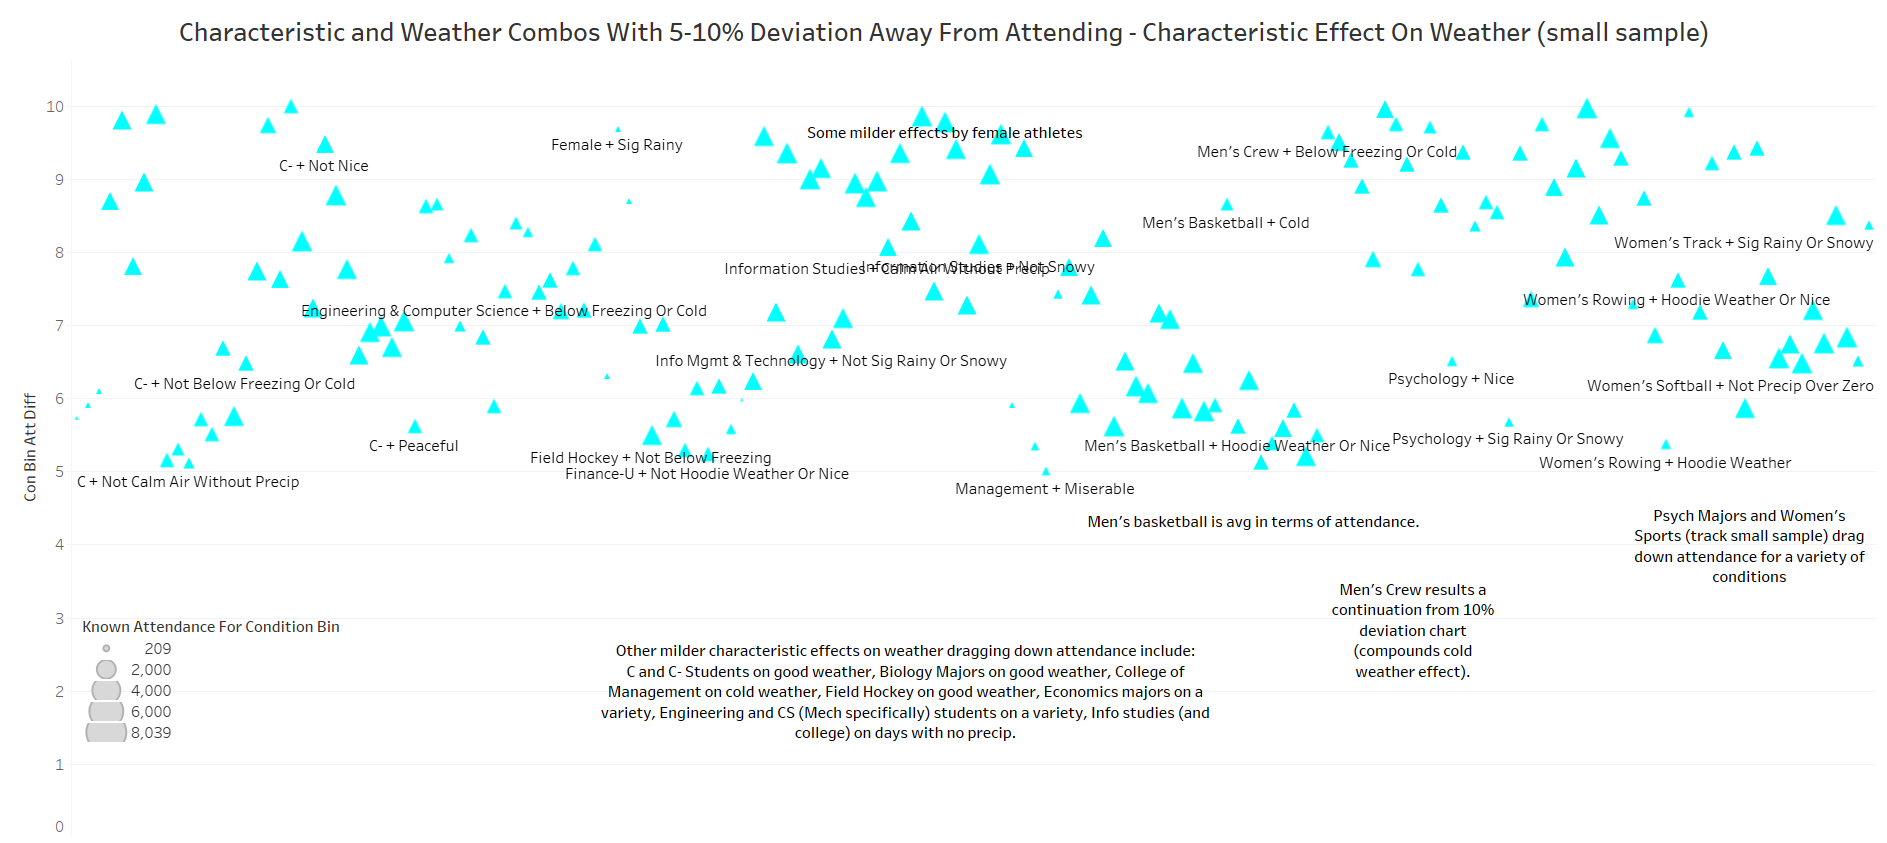 Characteristic and Weather Combos With 5-10% Deviation Away From Attending - Characteristic Effect On Weather (small sample)
Con Bin Att Diff
10
9
8
7
6
5
4
3
2
1
0
Some milder effects by female athletes
Female + Sig Rainy
C- + Not Nice
Men's Crew + Below Freezing Or Cold
Men's Basketball + Cold
Women's Track + Sig Rainy Or Snowy
Information Studies + Calm Air Without Precip
Information Studies + Not Snowy
Women's Rowing + Hoodie Weather Or Nice
Engineering & Computer Science + Below Freezing Or Cold
Info Mgmt & Technology + Not Sig Rainy Or Snowy
Psychology + Nice
C- + Not Below Freezing Or Cold
Women's Softball + Not Precip Over Zero
Psychology + Sig Rainy Or Snowy
C- + Peaceful
Men's Basketball + Hoodie Weather Or Nice
Field Hockey + Not Below Freezing
Women's Rowing + Hoodie Weather
Finance-U + Not Hoodie Weather Or Nice
C + Not Calm Air Without Precip
Management + Miserable
Men's basketball is avg in terms of attendance.
Psych Majors and Women's
Sports (track small sample) drag
down attendance for a variety of
conditions
Men's Crew results a
continuation from 10%
deviation chart
(compounds cold
weather effect).
Known Attendance For Condition Bin
209
2,000
4,000
6,000
8,039
Other milder characteristic effects on weather dragging down attendance include:
C and C- Students on good weather, Biology Majors on good weather, College of
Management on cold weather, Field Hockey on good weather, Economics majors on a
variety, Engineering and CS (Mech specifically) students on a variety, Info studies (and
college) on days with no precip.